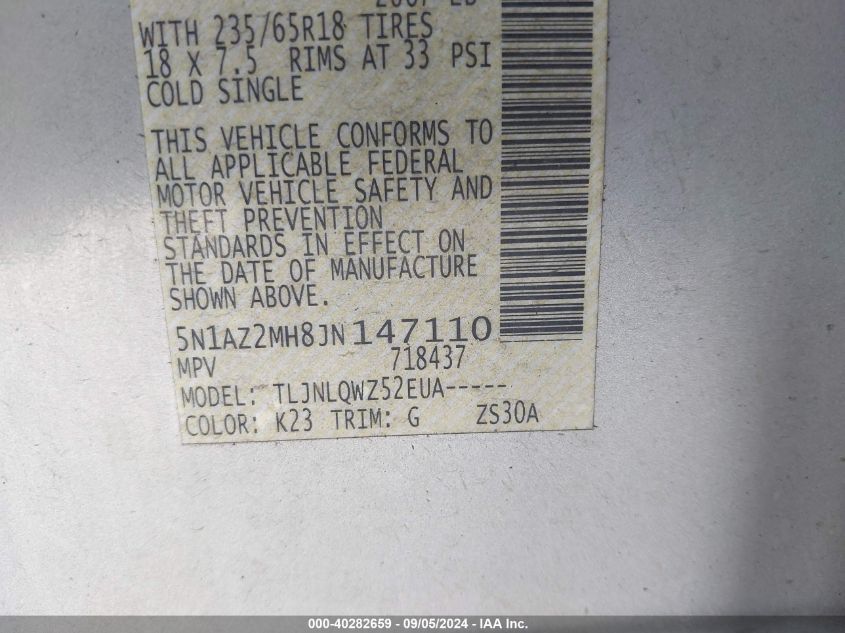 WITH 235/65R18 TIRES
18 X 7.5 RIMS AT 33 PSI
COLD SINGLE
THIS VEHICLE CONFORMS TO
ALL APPLICABLE FEDERAL
MOTOR VEHICLE SAFETY AND
THEFT PREVENTION
STANDARDS IN EFFECT ON
THE DATE OF MANUFACTURE
SHOWN ABOVE.
5N1AZ2MH8JN147110
MPV 718437
MODEL: TLJNLQWZ52EUA-----
COLOR: K23 TRIM: G ZS30A
000-40282659 - 09/05/2024 - IAA Inc.